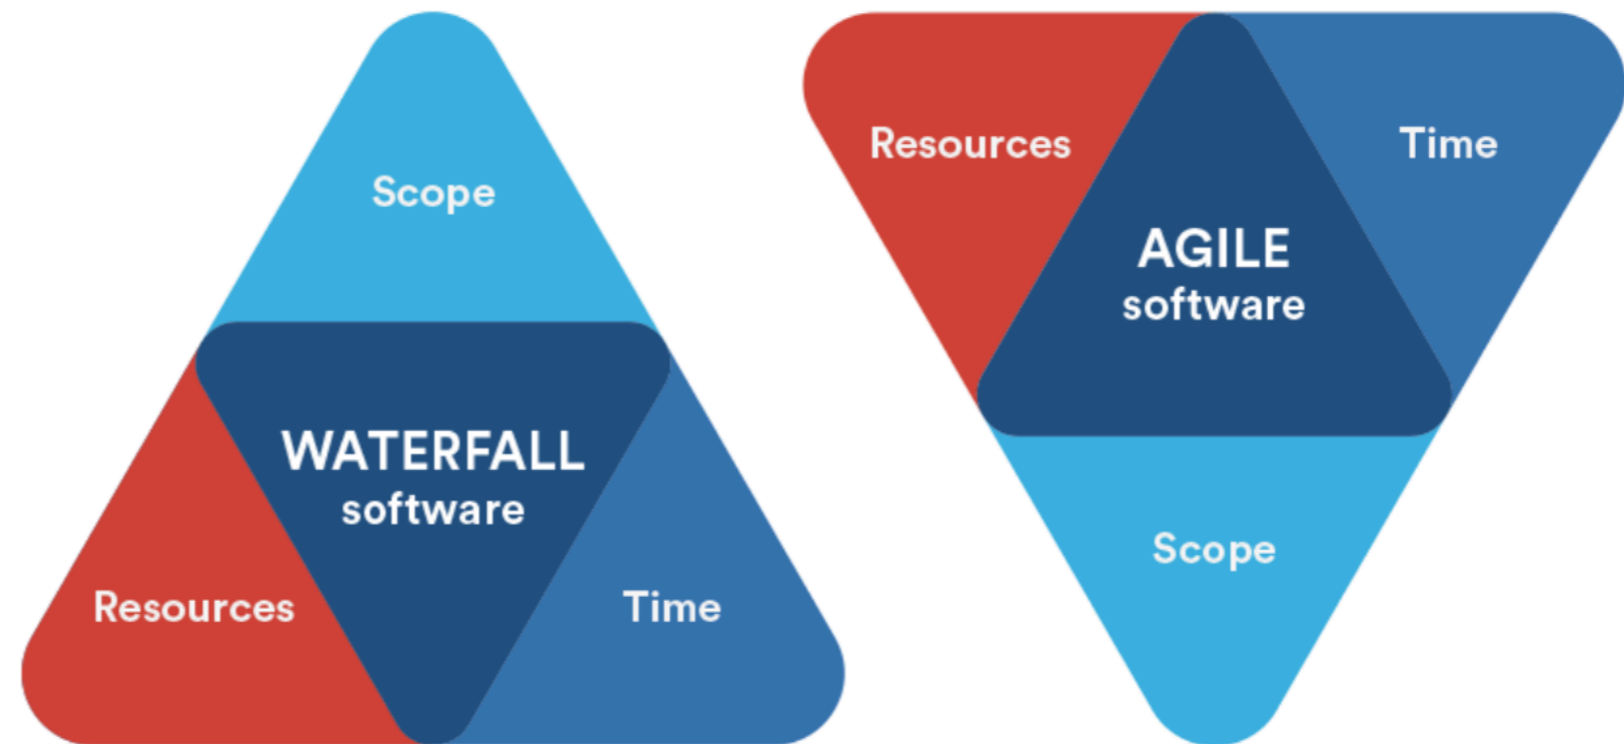 Scope
WATERFALL
software
Resources
Time
Resources
Time
AGILE
software
Scope